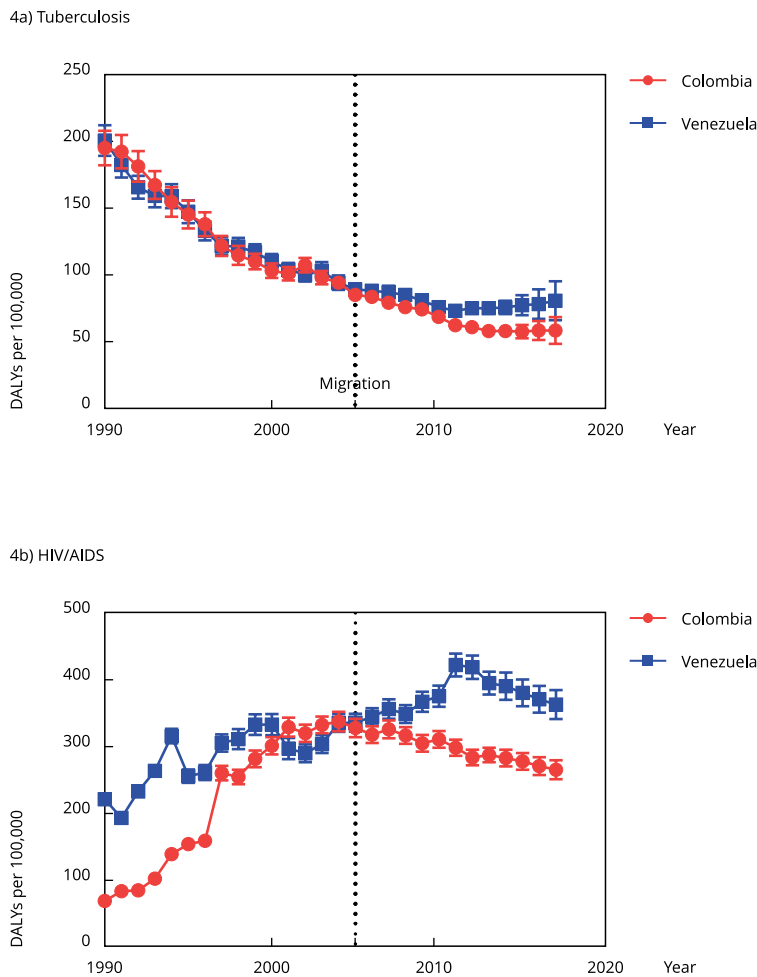 4a) Tuberculosis
250
200
150
100
50
0
DALYs per 100,000
Migration
1990
2000
2010
2020
Year
Colombia
Venezuela
4b) HIV/AIDS
500
400
300
200
100
0
DALYs per 100,000
1990
2000
2010
2020
Year
Colombia
Venezuela